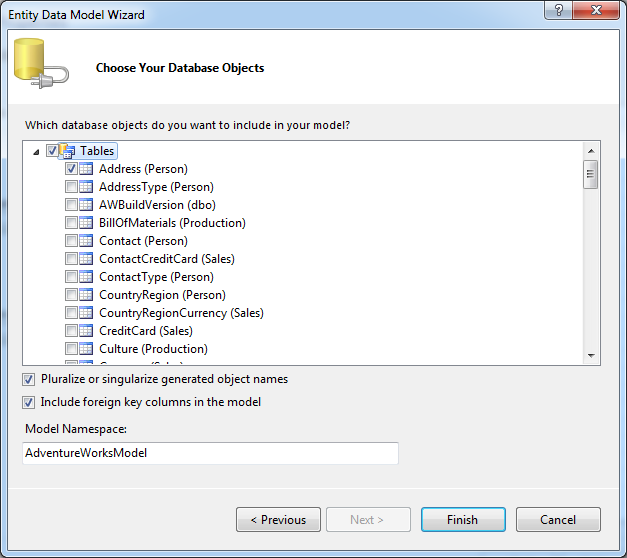 Entity Data Model Wizard
?
Choose Your Database Objects
Which database objects do you want to include in your model?
Tables
Address (Person)
AddressType (Person)
AWBuildVersion (dbo)
BillOfMaterials (Production)
Contact (Person)
ContactCreditCard (Sales)
ContactType (Person)
CountryRegion (Person)
CountryRegionCurrency (Sales)
CreditCard (Sales)
Culture (Production)
Pluralize or singularize generated object names
Include foreign key columns in the model
Model Namespace:
AdventureWorksModel
< Previous Next > Finish Cancel